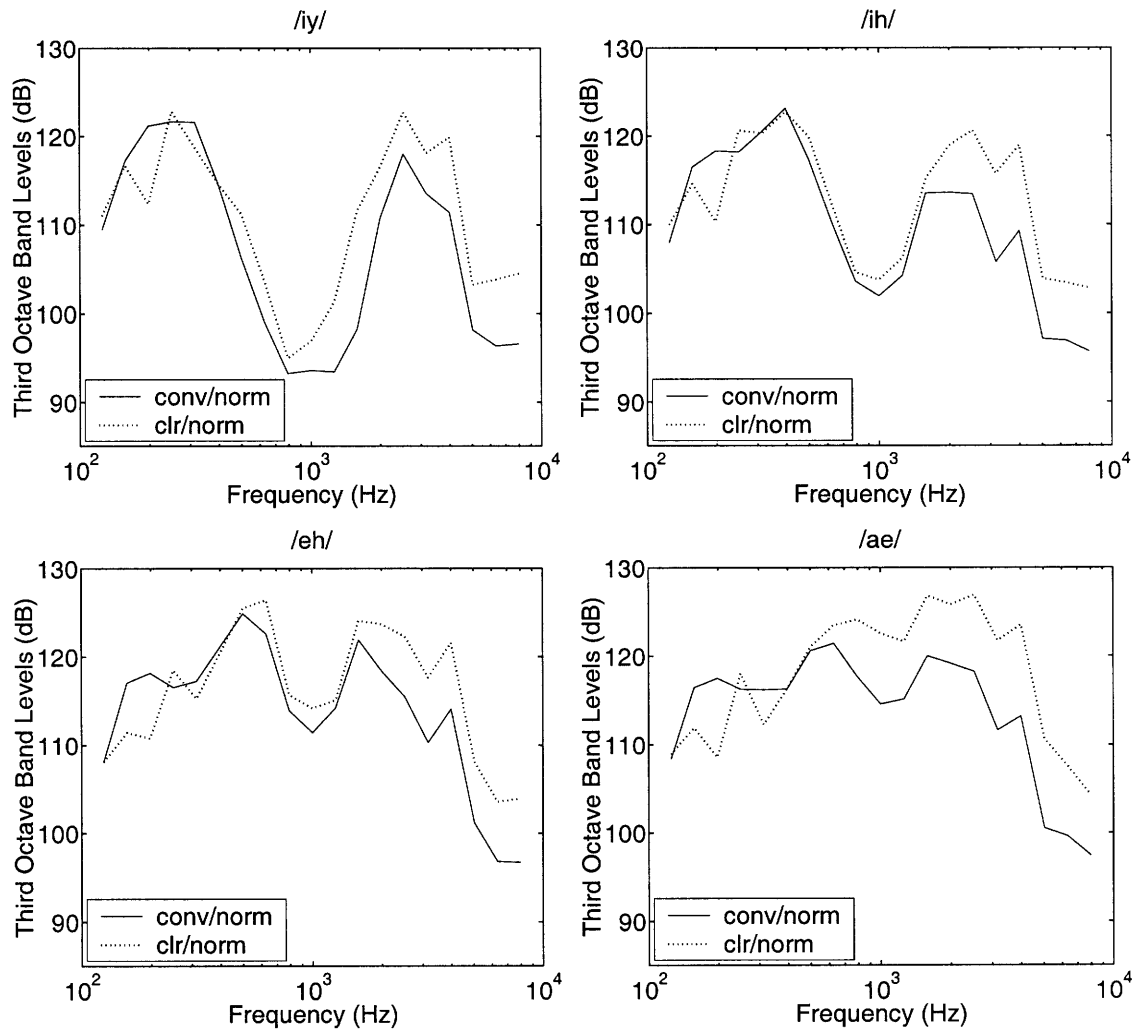 /iy/
130
120
110
100
90
Third Octave Band Levels (dB)
conv/norm
clr/norm
10^2
10^3
10^4
Frequency (Hz)
/ih/
130
120
110
100
90
Third Octave Band Levels (dB)
conv/norm
clr/norm
10^2
10^3
10^4
Frequency (Hz)
/eh/
130
120
110
100
90
Third Octave Band Levels (dB)
conv/norm
clr/norm
10^2
10^3
10^4
Frequency (Hz)
/ae/
130
120
110
100
90
Third Octave Band Levels (dB)
conv/norm
clr/norm
10^2
10^3
10^4
Frequency (Hz)